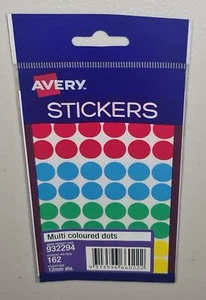 AVERY
STICKERS
Multi coloured dots
932294
162
12mm dia.